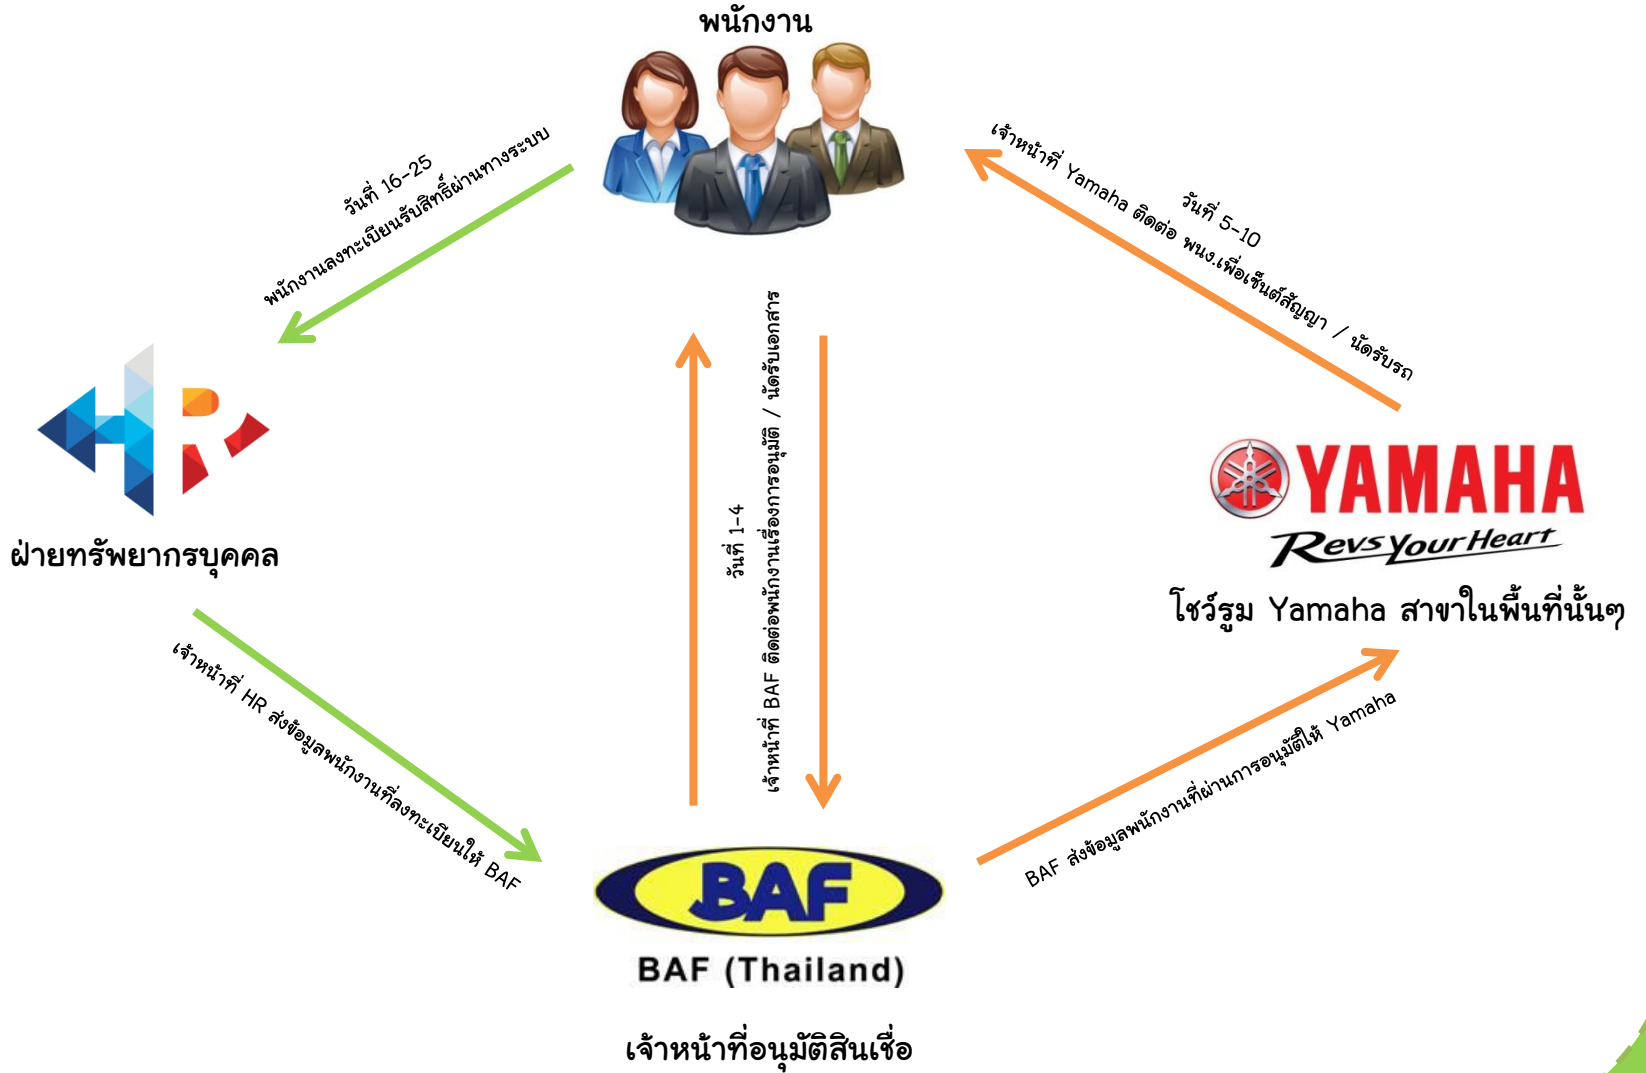 พนักงาน
วันที่ 16-25
พนักงานลงทะเบียนรับสิทธิ์ผ่านทางระบบ
วันที่ 5-10
เจ้าหน้าที่ Yamaha ติดต่อ พนง.เพื่อเซ็นต์สัญญา / นัดรับรถ
วันที่ 1-4
เจ้าหน้าที่ BAF ติดต่อพนักงานเรื่องการอนุมัติ / นัดรับเอกสาร
HR
ฝ่ายทรัพยากรบุคคล
YAMAHA
Revs Your Heart
โชว์รูม Yamaha สาขาในพื้นที่นั้นๆ
เจ้าหน้าที่ HR ส่งข้อมูลพนักงานที่ลงทะเบียนให้ BAF
BAF ส่งข้อมูลพนักงานที่ผ่านการอนุมัติให้ Yamaha
BAF
BAF (Thailand)
เจ้าหน้าที่อนุมัติสินเชื่อ